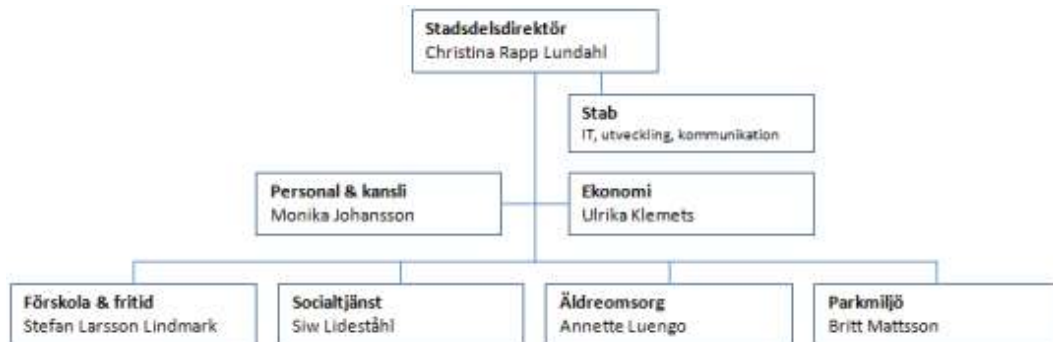 Stadsdelsdirektör
Christina Rapp Lundahl
Stab
IT, utveckling, kommunikation
Personal & kansli
Monika Johansson
Ekonomi
Ulrika Klemets
Förskola & fritid
Stefan Larsson Lindmark
Socialtjänst
Siw Lideståhl
Äldreomsorg
Annette Luengo
Parkmiljö
Britt Mattsson